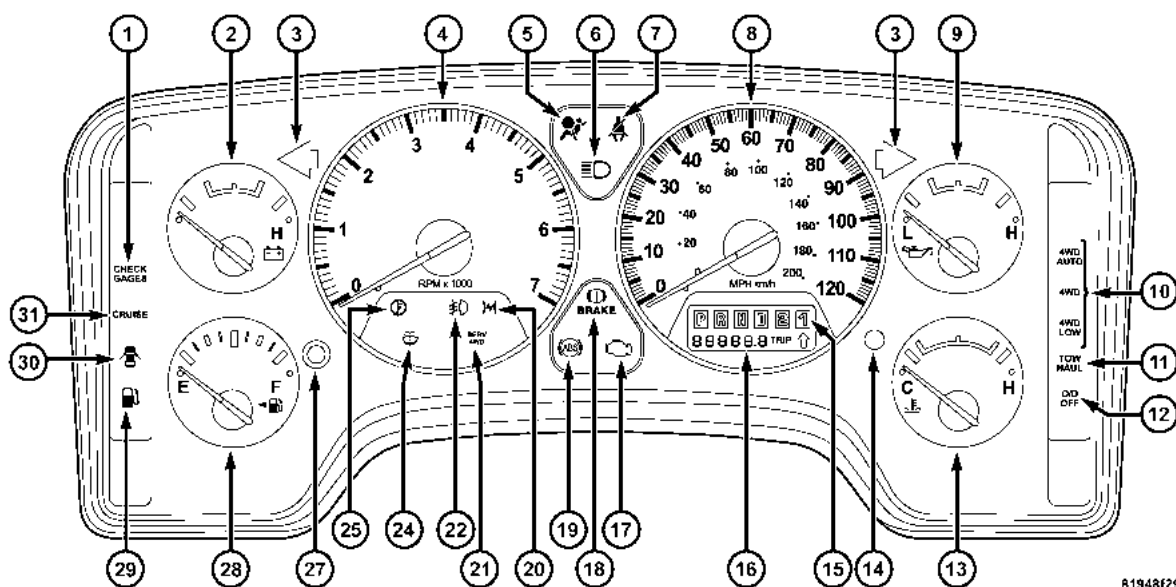 1 2 3 4 5 6 7 8 3 9
0 1 2 3 4 5 6 7
RPM x 1000
0 10 20 30 40 50 60 70 80 90 100 110 120
20 40 60 80 100 120 140 160 180 200
MPH km/h
H
L H
CHECK
GAGES
CRUISE
4WD
AUTO
4WD
4WD
LOW
TOW
HAUL
O/D
OFF
E F
C H
BRAKE
ABS
SERV
4WD
P R N D 2 1
888888.8 TRIP
31
30
10
11
12
29 28 27 25 24 22 21 20 19 18 17 16 15 14 13